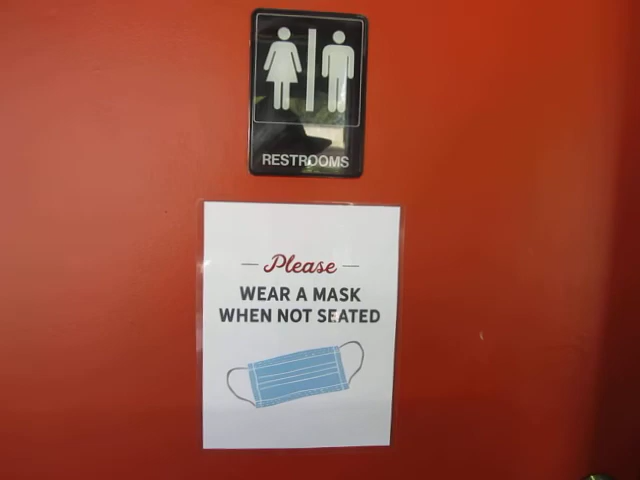 RESTROOMS
Please
WEAR A MASK
WHEN NOT SEATED